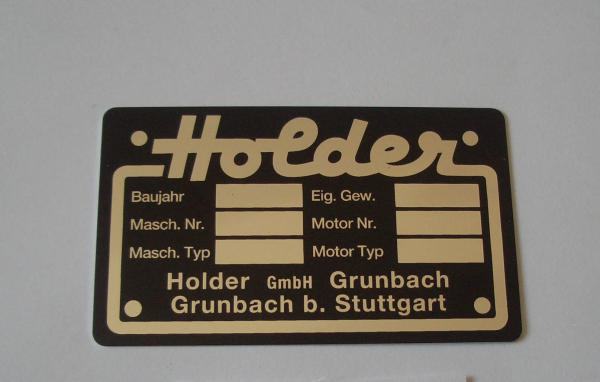 Holder
Baujahr Eig. Gew.
Masch. Nr. Motor Nr.
Masch. Typ Motor Typ
Holder GmbH Grunbach
Grunbach b. Stuttgart